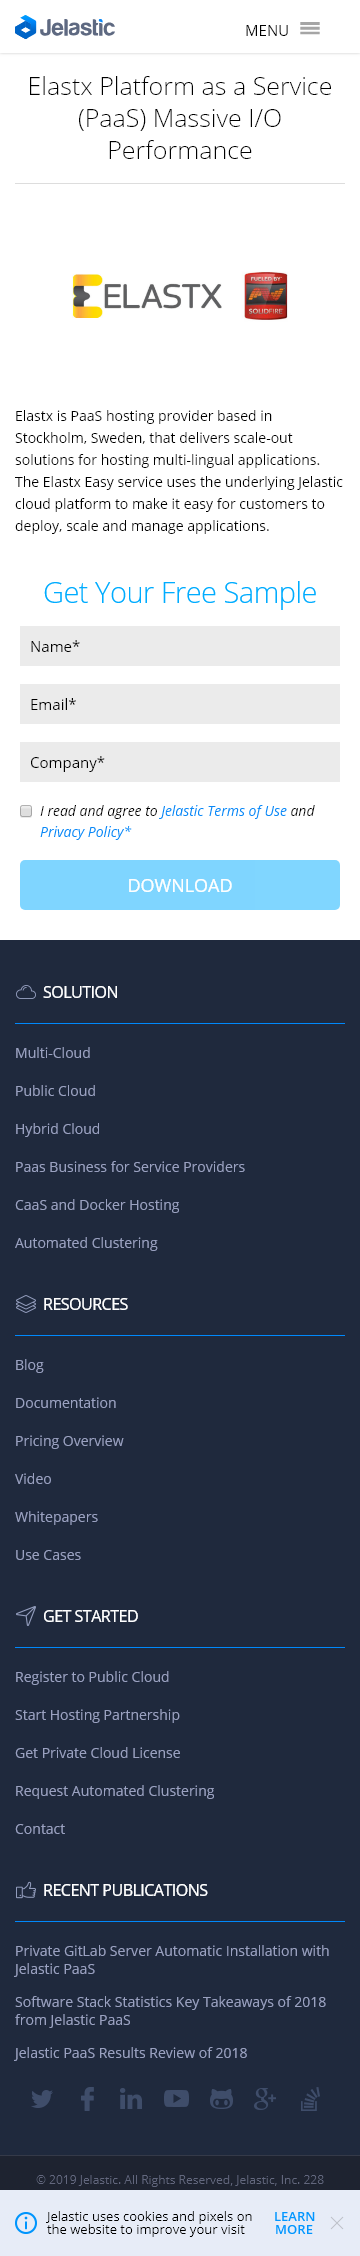 Jelastic
MENU
Elastx Platform as a Service
(PaaS) Massive I/O
Performance
ELASTX
FUELED BY
SOLIDFIRE
Elastx is PaaS hosting provider based in
Stockholm, Sweden, that delivers scale-out
solutions for hosting multi-lingual applications.
The Elastx Easy service uses the underlying Jelastic
cloud platform to make it easy for customers to
deploy, scale and manage applications.
Get Your Free Sample
Name*
Email*
Company*
I read and agree to Jelastic Terms of Use and
Privacy Policy*
DOWNLOAD
SOLUTION
Multi-Cloud
Public Cloud
Hybrid Cloud
Paas Business for Service Providers
CaaS and Docker Hosting
Automated Clustering
RESOURCES
Blog
Documentation
Pricing Overview
Video
Whitepapers
Use Cases
GET STARTED
Register to Public Cloud
Start Hosting Partnership
Get Private Cloud License
Request Automated Clustering
Contact
RECENT PUBLICATIONS
Private GitLab Server Automatic Installation with
Jelastic PaaS
Software Stack Statistics Key Takeaways of 2018
from Jelastic PaaS
Jelastic PaaS Results Review of 2018
© 2019 Jelastic. All Rights Reserved, Jelastic, Inc. 228
Jelastic uses cookies and pixels on
the website to improve your visit
LEARN
MORE